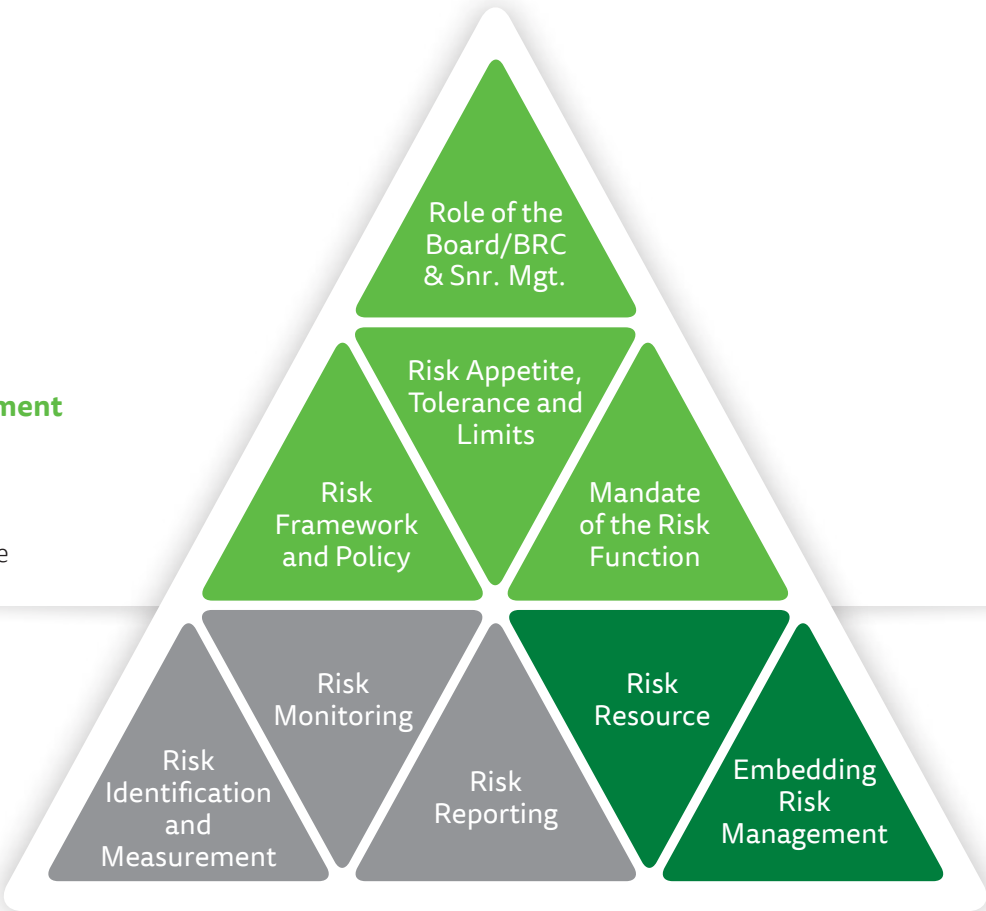 Role of the
Board/BRC
& Snr. Mgt.
Risk Appetite,
Tolerance and
Limits
Risk
Framework
and Policy
Mandate
of the Risk
Function
Risk
Monitoring
Risk
Resource
Risk
Identification
and
Measurement
Risk
Reporting
Embedding
Risk
Management